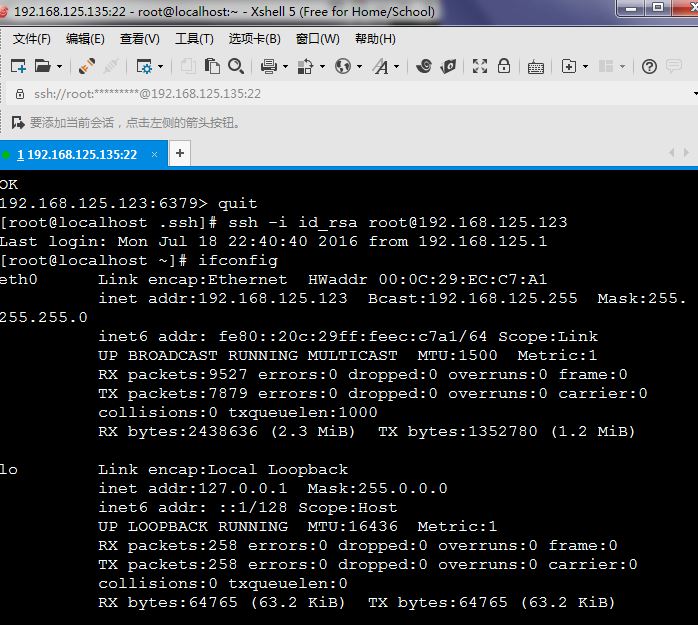 192.168.125.135:22 - root@localhost:~ - Xshell 5 (Free for Home/School)
文件(F) 编辑(E) 查看(V) 工具(T) 选项卡(B) 窗口(W) 帮助(H)
ssh://root:*********@192.168.125.135:22
要添加当前会话，点击左侧的箭头按钮。
1 192.168.125.135:22 × +
OK
192.168.125.123:6379> quit
[root@localhost .ssh]# ssh -i id_rsa root@192.168.125.123
Last login: Mon Jul 18 22:40:40 2016 from 192.168.125.1
[root@localhost ~]# ifconfig
eth0      Link encap:Ethernet  HWaddr 00:0C:29:EC:C7:A1
          inet addr:192.168.125.123  Bcast:192.168.125.255  Mask:255.
255.255.0
          inet6 addr: fe80::20c:29ff:feec:c7a1/64 Scope:Link
          UP BROADCAST RUNNING MULTICAST  MTU:1500  Metric:1
          RX packets:9527 errors:0 dropped:0 overruns:0 frame:0
          TX packets:7879 errors:0 dropped:0 overruns:0 carrier:0
          collisions:0 txqueuelen:1000
          RX bytes:2438636 (2.3 MiB)  TX bytes:1352780 (1.2 MiB)
lo        Link encap:Local Loopback
          inet addr:127.0.0.1  Mask:255.0.0.0
          inet6 addr: ::1/128 Scope:Host
          UP LOOPBACK RUNNING  MTU:16436  Metric:1
          RX packets:258 errors:0 dropped:0 overruns:0 frame:0
          TX packets:258 errors:0 dropped:0 overruns:0 carrier:0
          collisions:0 txqueuelen:0
          RX bytes:64765 (63.2 KiB)  TX bytes:64765 (63.2 KiB)